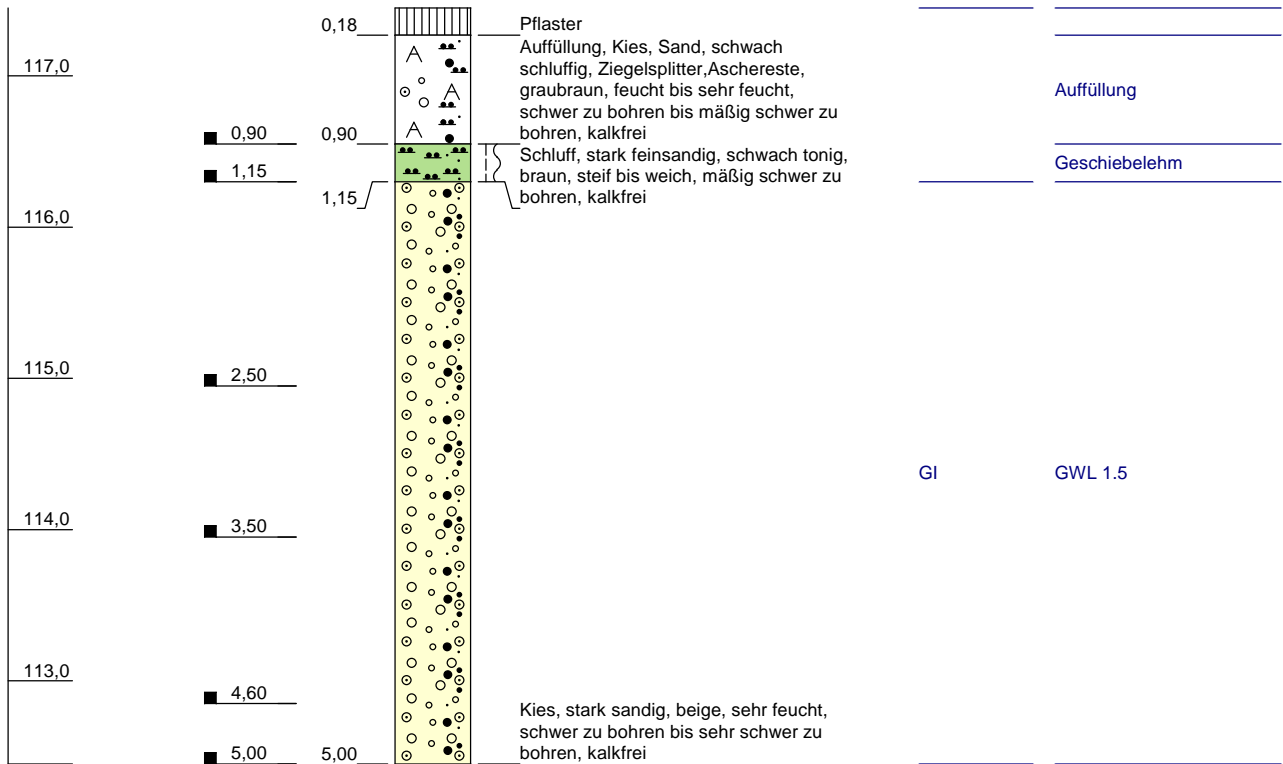 0,18 Pflaster
Auffüllung, Kies, Sand, schwach
117,0
schluffig, Ziegelsplitter,Aschereste,
graubraun, feucht bis sehr feucht,
Auffüllung
schwer zu bohren bis mäßig schwer zu
0,90 0,90 bohren, kalkfrei
Schluff, stark feinsandig, schwach tonig,
Geschiebelehm
1,15 braun, steif bis weich, mäßig schwer zu
1,15 bohren, kalkfrei
116,0
115,0
2,50
GI GWL 1.5
114,0
3,50
113,0
4,60
Kies, stark sandig, beige, sehr feucht,
schwer zu bohren bis sehr schwer zu
5,00 5,00 bohren, kalkfrei